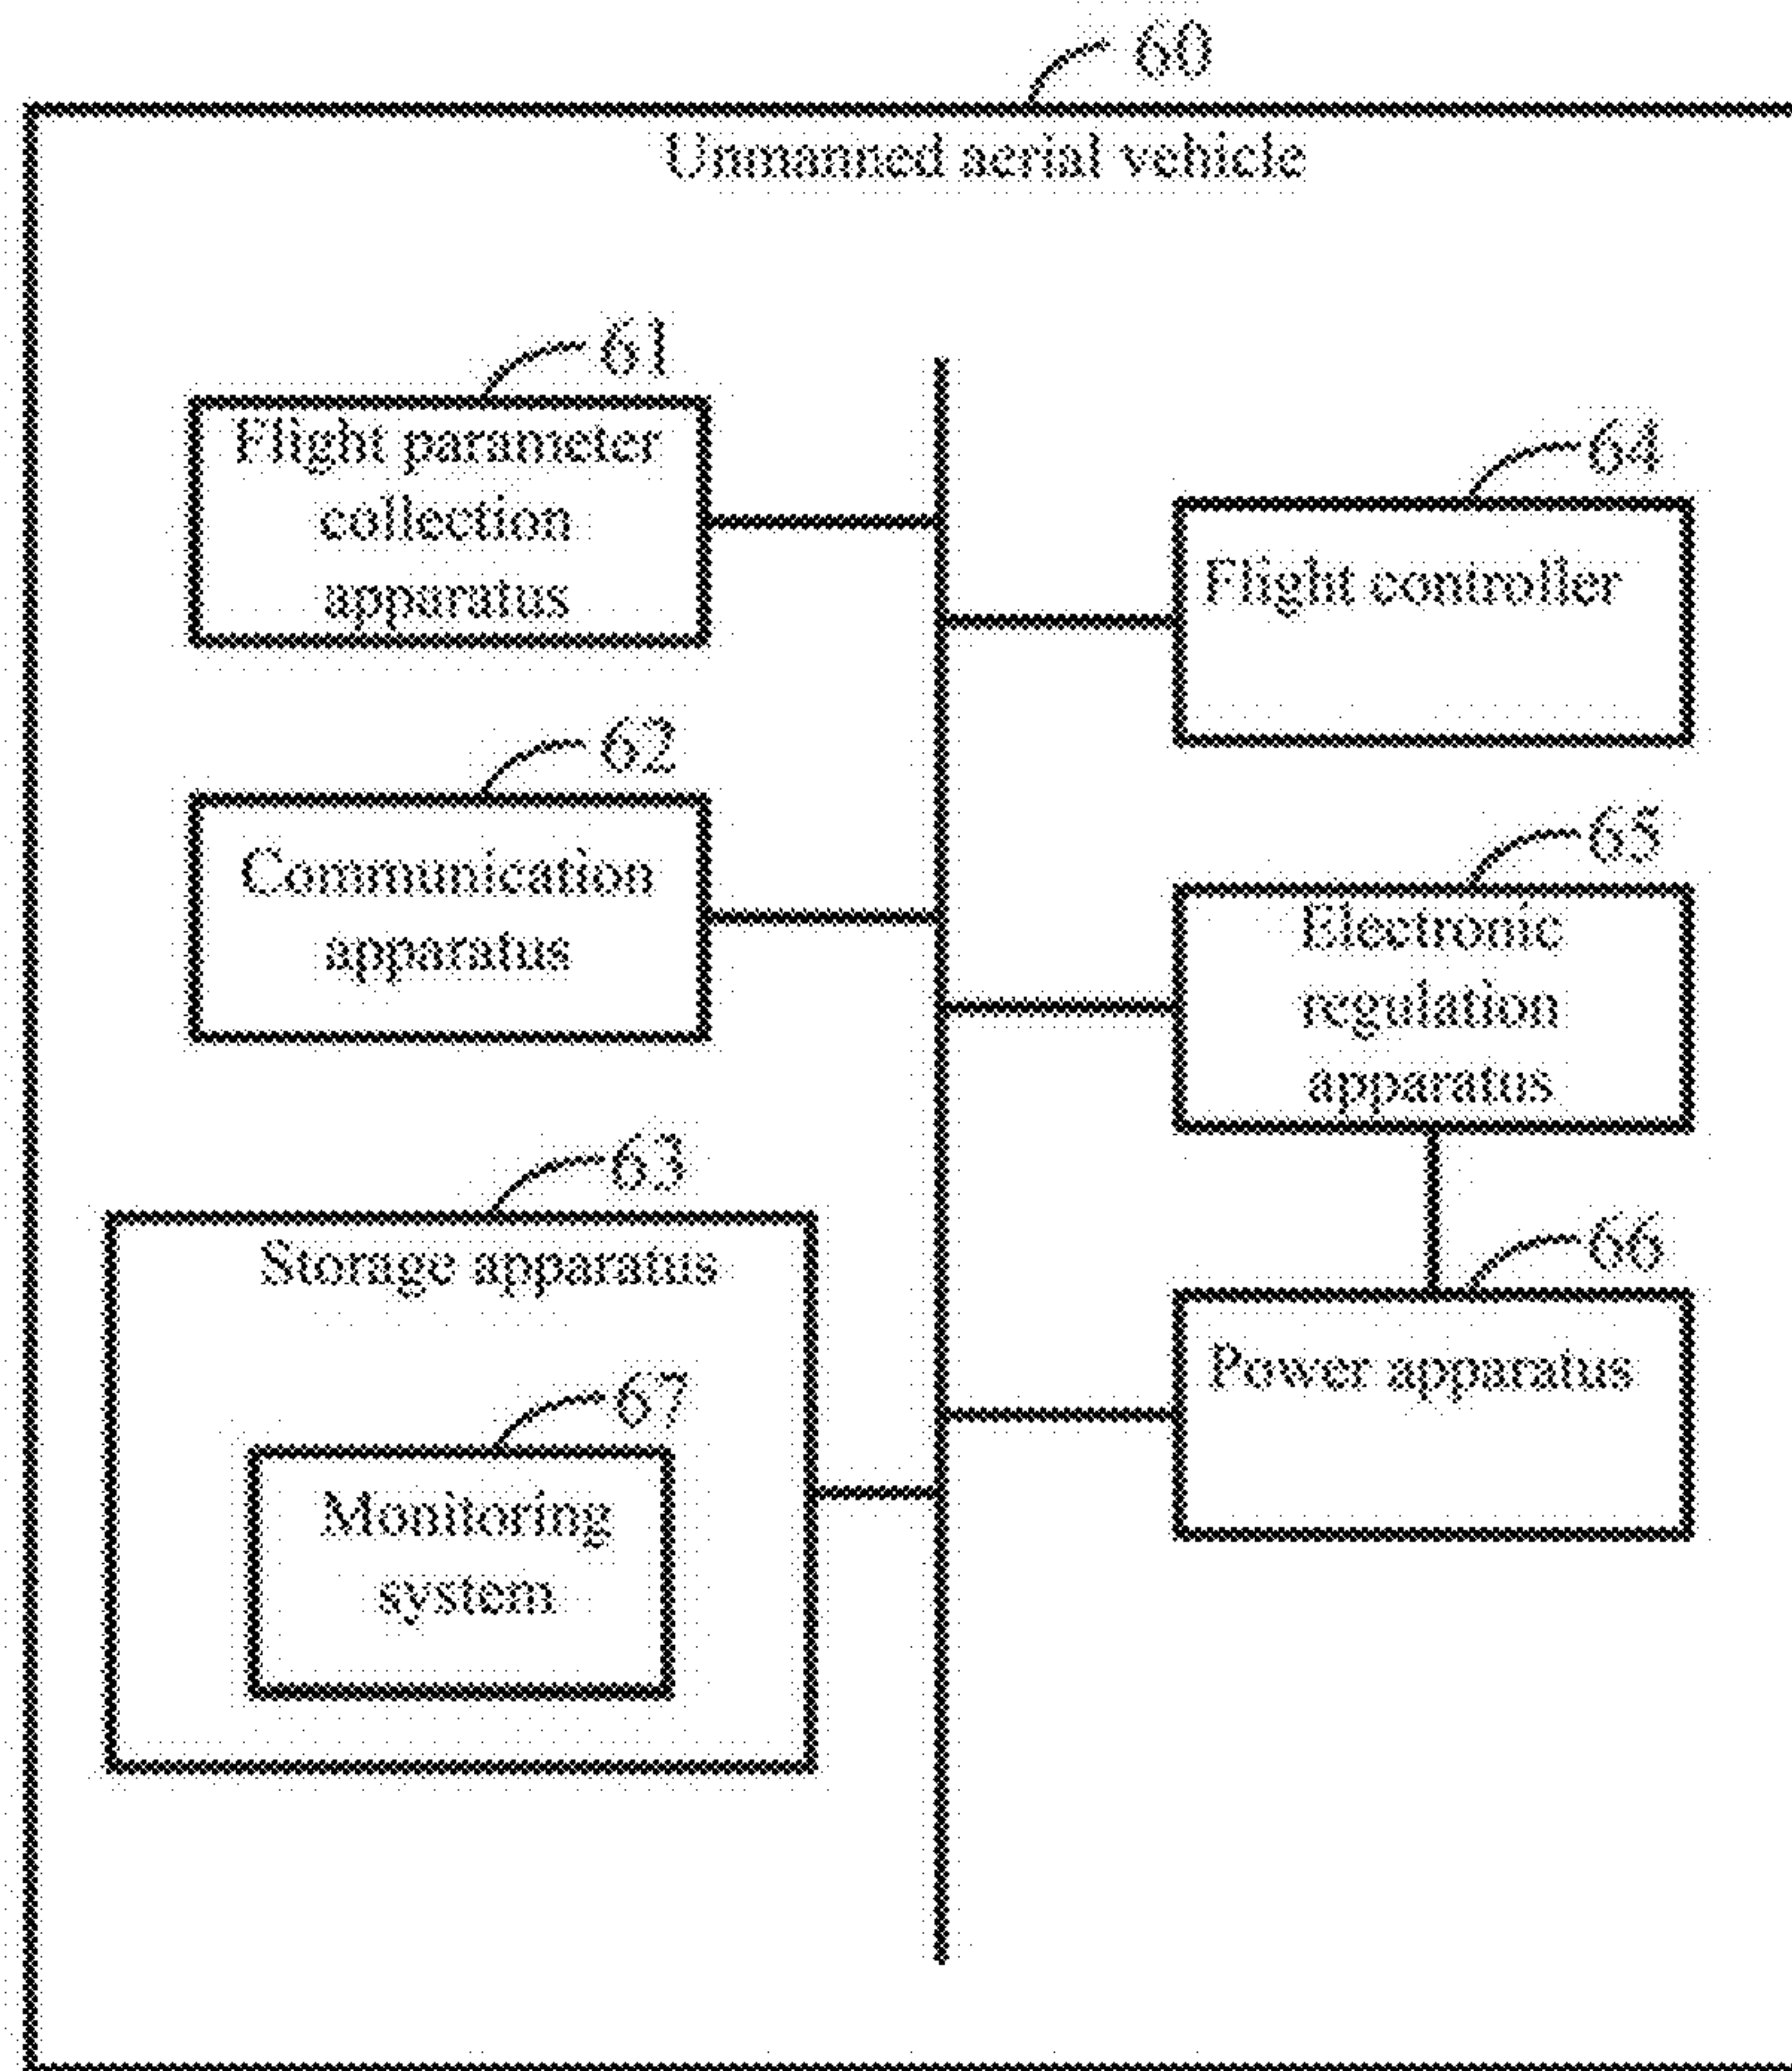 60
Unmanned aerial vehicle
61
Flight parameter
collection
apparatus
62
Communication
apparatus
63
Storage apparatus
67
Monitoring
system
64
Flight controller
65
Electronic
regulation
apparatus
66
Power apparatus